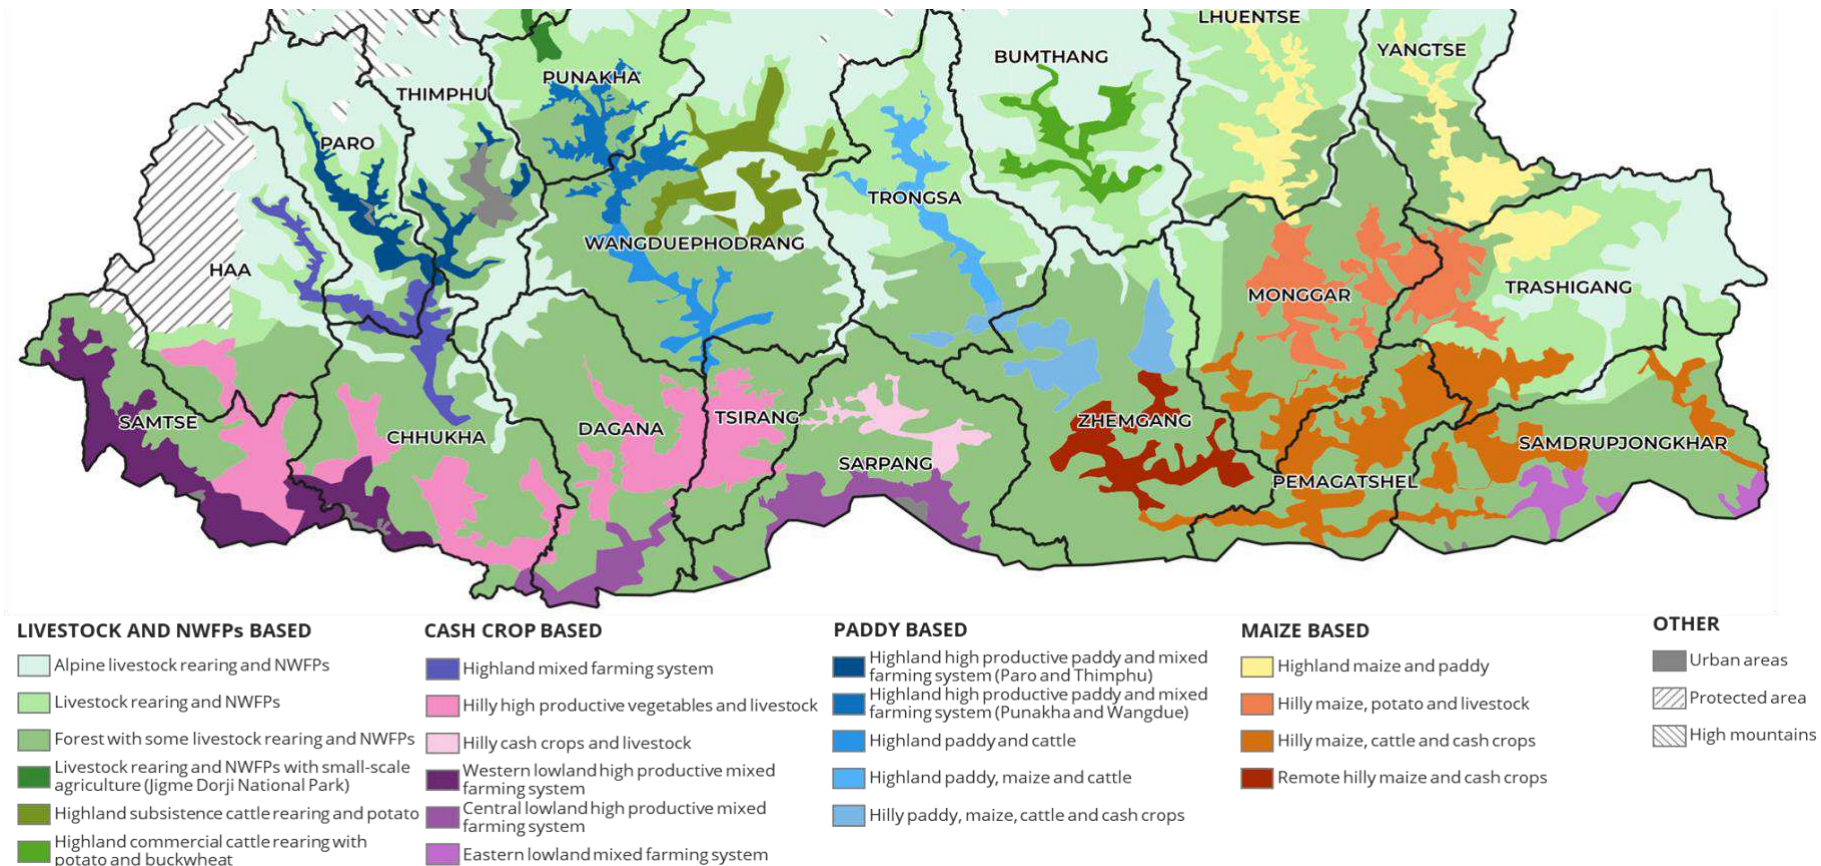 LHUENTSE
YANGTSE
BUMTHANG
PUNAKHA
THIMPHU
PARO
TRONGSA
WANGDUEPHODRANG
HAA
MONGGAR
TRASHIGANG
SAMTSE
CHHUKHA
DAGANA
TSIRANG
ZHEMGANG
SARPANG
SAMDRUPJONGKHAR
PEMAGATSHEL
LIVESTOCK AND NWFPs BASED
Alpine livestock rearing and NWFPs
Livestock rearing and NWFPs
Forest with some livestock rearing and NWFPs
Livestock rearing and NWFPs with small-scale
agriculture (Jigme Dorji National Park)
Highland subsistence cattle rearing and potato
Highland commercial cattle rearing with
potato and buckwheat
CASH CROP BASED
Highland mixed farming system
Hilly high productive vegetables and livestock
Hilly cash crops and livestock
Western lowland high productive mixed
farming system
Central lowland high productive mixed
farming system
Eastern lowland mixed farming system
PADDY BASED
Highland high productive paddy and mixed
farming system (Paro and Thimphu)
Highland high productive paddy and mixed
farming system (Punakha and Wangdue)
Highland paddy and cattle
Highland paddy, maize and cattle
Hilly paddy, maize, cattle and cash crops
MAIZE BASED
Highland maize and paddy
Hilly maize, potato and livestock
Hilly maize, cattle and cash crops
Remote hilly maize and cash crops
OTHER
Urban areas
Protected area
High mountains